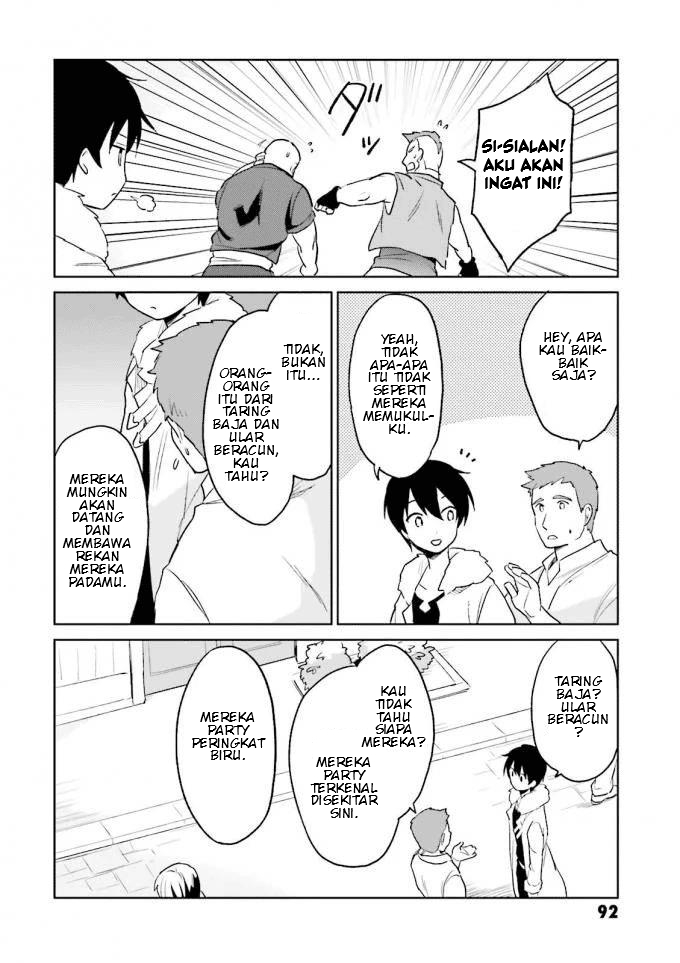 SI-SIALAN!
AKU AKAN
INGAT INI!
ダッ
HEY, APA
KAU BAIK-
BAIK
SAJA?
YEAH,
TIDAK
APA-APA
ITU TIDAK
SEPERTI
MEREKA
MEMUKUL-
KU.
TIDAK,
BUKAN
ITU...
ORANG-
ORANG
ITU DARI
TARING
BAJA DAN
ULAR
BERACUN,
KAU
TAHU?
MEREKA
MUNGKIN
AKAN
DATANG
DAN
MEMBAWA
REKAN
MEREKA
PADAMU.
TARING
BAJA?
ULAR
BERACUN
?
KAU
TIDAK
TAHU
SIAPA
MEREKA?
MEREKA
PARTY
TERKENAL
DISEKITAR
SINI.
MEREKA
PARTY
PERINGKAT
BIRU.
92